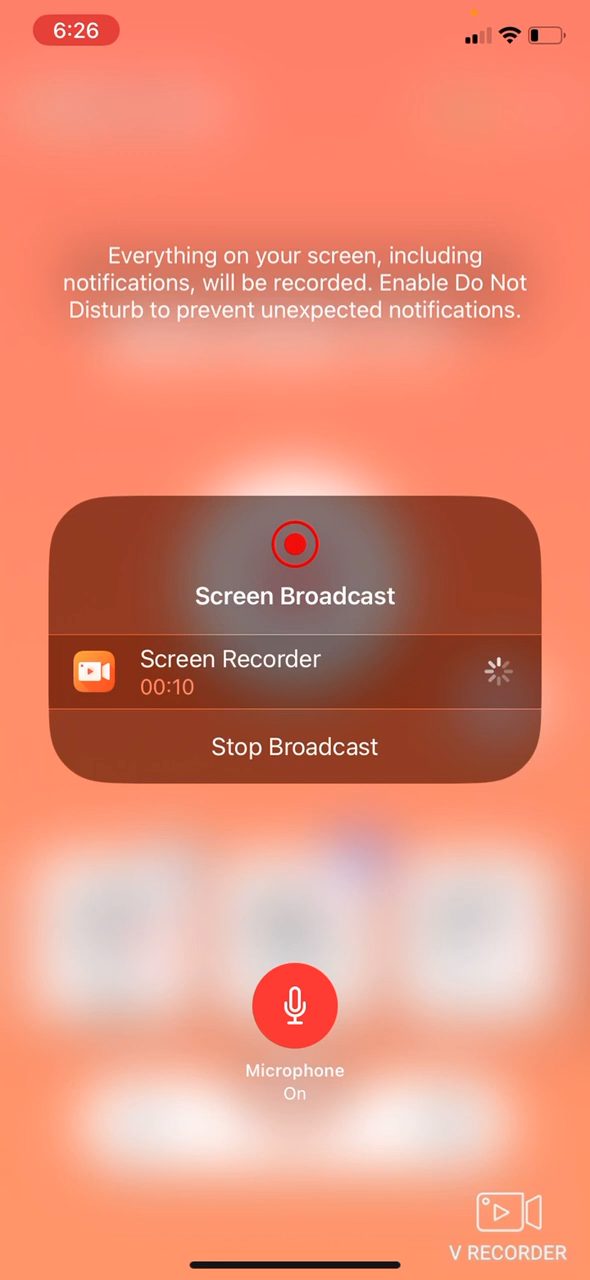 6:26
Everything on your screen, including
notifications, will be recorded. Enable Do Not
Disturb to prevent unexpected notifications.
Screen Broadcast
Screen Recorder
00:10
Stop Broadcast
Microphone
On
V RECORDER